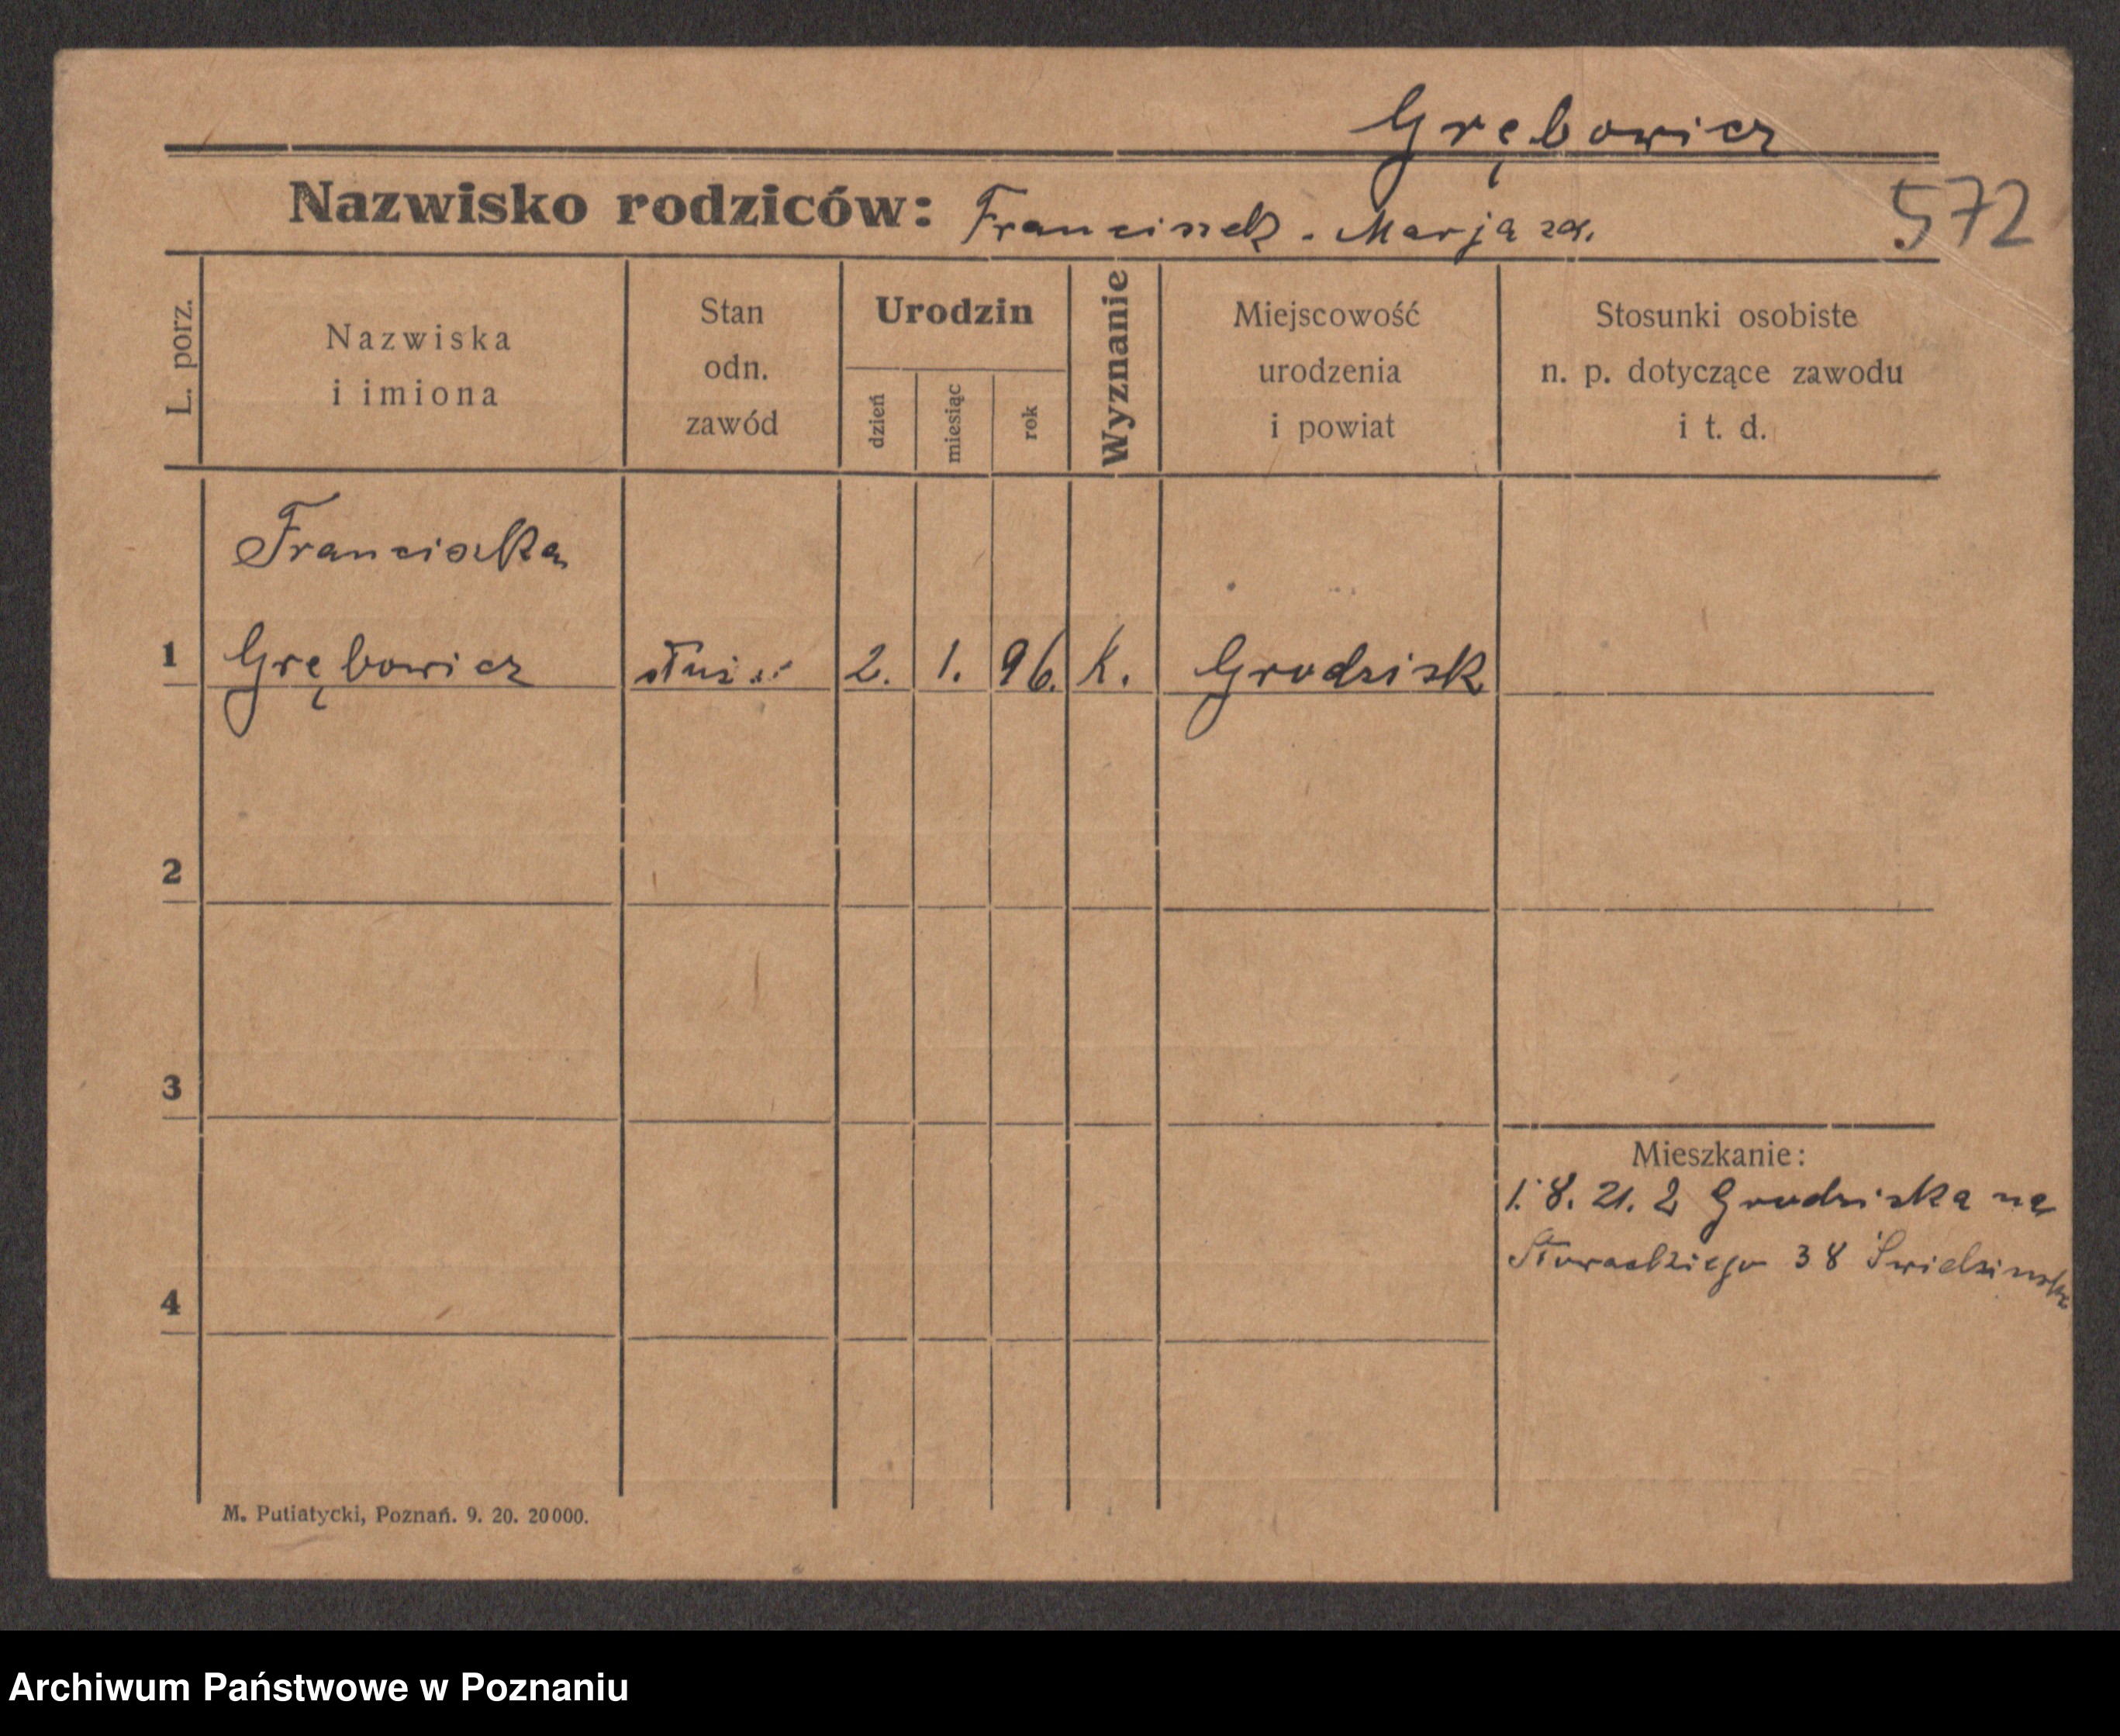 Grębowicz
Nazwisko rodziców: Franciszek - Marja
572
L. porz.
Nazwiska
i imiona
Stan
odn.
zawód
Urodzin
dzień
miesiąc
rok
Wyznanie
Miejscowość
urodzenia
i powiat
Stosunki osobiste
n. p. dotyczące zawodu
i t. d.
Franciszka
1 Grębowicz 2. 1. 96. K. Grodzisk
2
3
Mieszkanie:
1. 8. 21. z Grodziska na
Słowackiego 38
4
M. Putiatycki, Poznań. 9. 20. 20000.
Archiwum Państwowe w Poznaniu